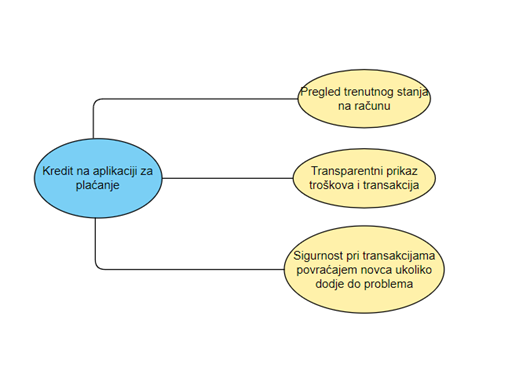 Pregled trenutnog stanja
na računu
Kredit na aplikaciji za
plaćanje
Transparentni prikaz
troškova i transakcija
Sigurnost pri transakcijama
povraćajem novca ukoliko
dodje do problema